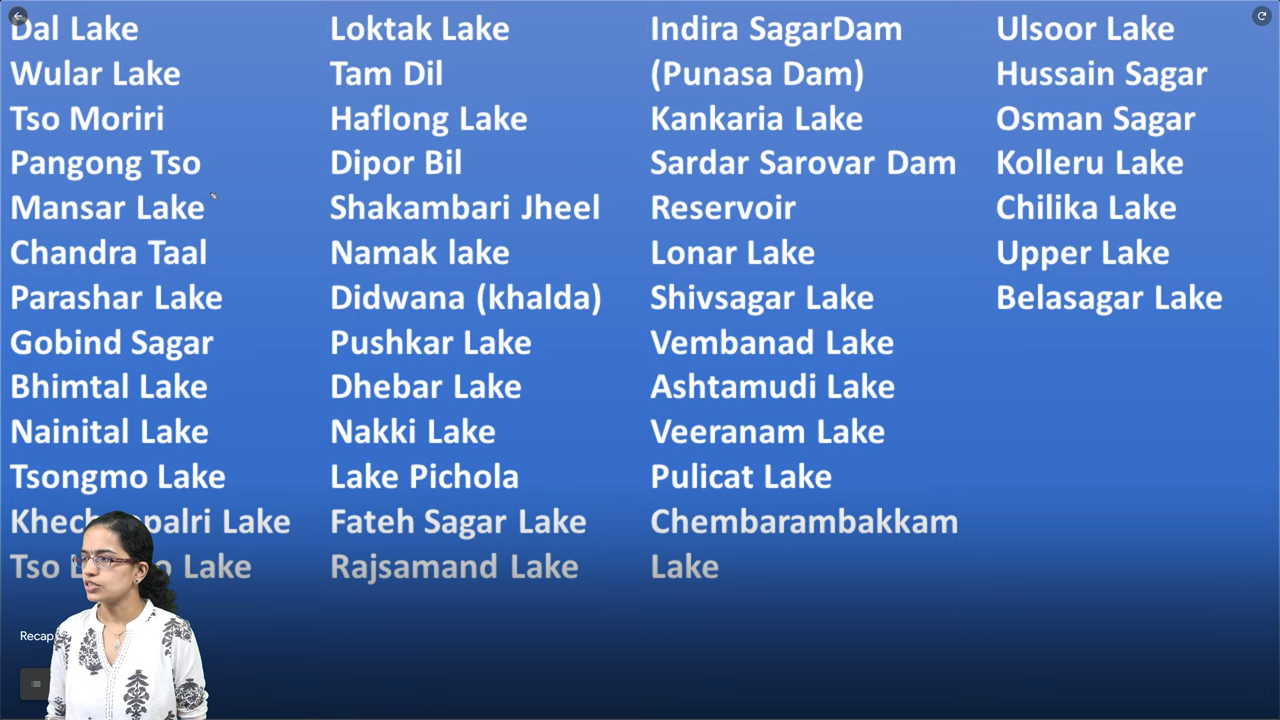 Dal Lake
Wular Lake
Tso Moriri
Pangong Tso
Mansar Lake
Chandra Taal
Parashar Lake
Gobind Sagar
Bhimtal Lake
Nainital Lake
Tsongmo Lake
Lake
Tso Lake
Loktak Lake
Tam Dil
Haflong Lake
Dipor Bil
Shakambari Jheel
Namak lake
Didwana (khalda)
Pushkar Lake
Dhebar Lake
Nakki Lake
Lake Pichola
Fateh Sagar Lake
Rajsamand Lake
Indira SagarDam
(Punasa Dam)
Kankaria Lake
Sardar Sarovar Dam
Reservoir
Lonar Lake
Shivsagar Lake
Vembanad Lake
Ashtamudi Lake
Veeranam Lake
Pulicat Lake
Chembarambakkam
Lake
Ulsoor Lake
Hussain Sagar
Osman Sagar
Kolleru Lake
Chilika Lake
Upper Lake
Belasagar Lake
Recap